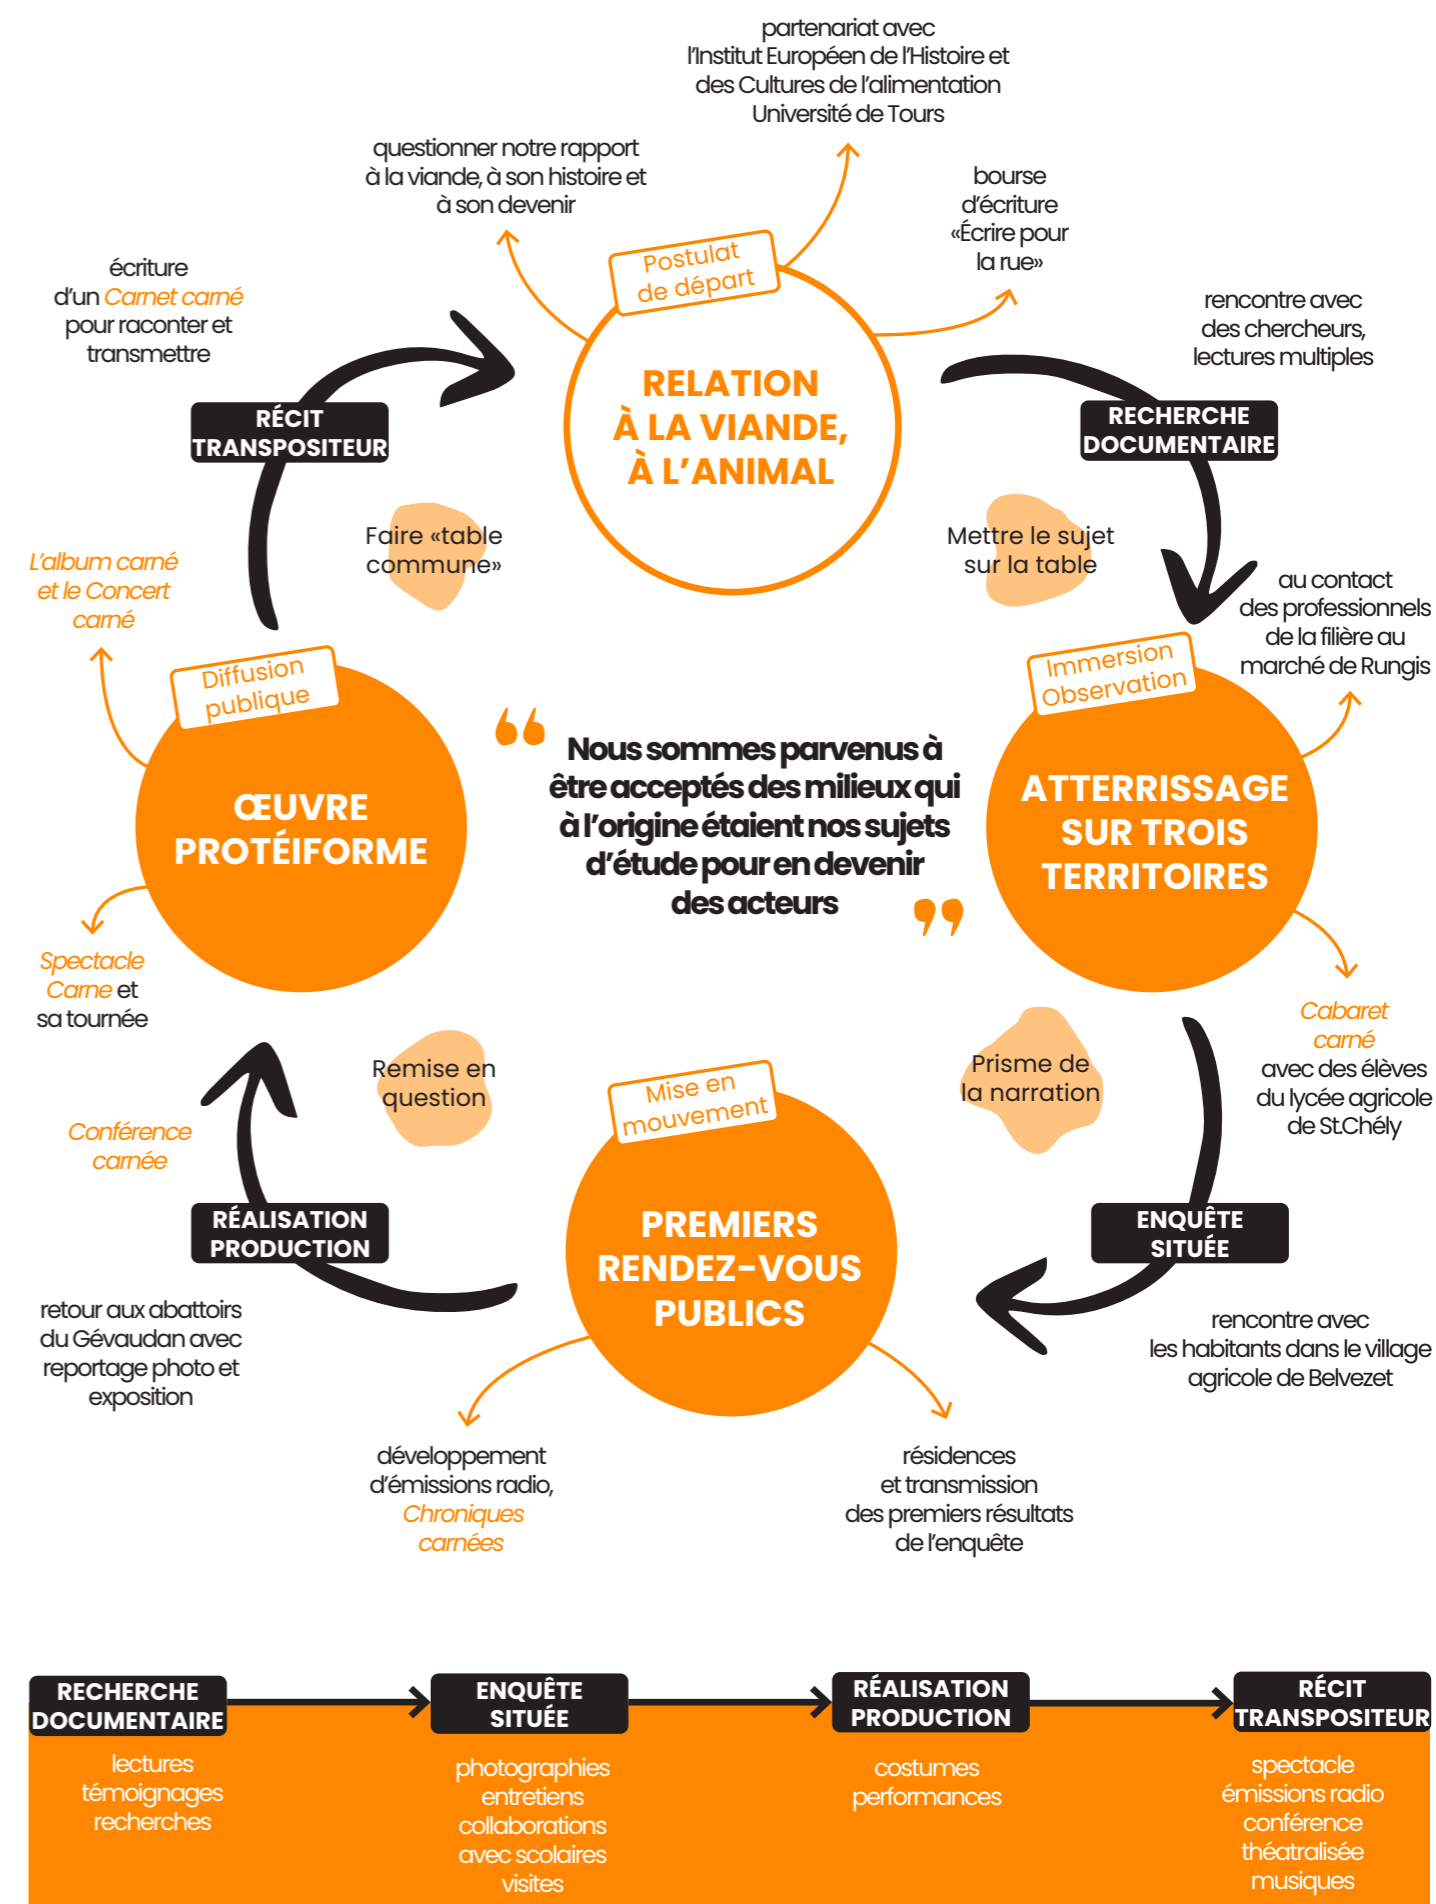 partenariat avec
l'Institut Européen de l'Histoire et
des Cultures de l'alimentation
Université de Tours
questionner notre rapport
à la viande, à son histoire et
à son devenir
bourse
d'écriture
«Écrire pour
la rue»
Postulat
de départ
RELATION
À LA VIANDE,
À L'ANIMAL
écriture
d'un Carnet carné
pour raconter et
transmettre
rencontre avec
des chercheurs,
lectures multiples
RÉCIT
TRANSPOSITEUR
RECHERCHE
DOCUMENTAIRE
Faire «table
commune»
Mettre le sujet
sur la table
L'album carné
et le Concert
carné
au contact
des professionnels
de la filière au
marché de Rungis
Diffusion
publique
ŒUVRE
PROTÉIFORME
“
Nous sommes parvenus à
être acceptés des milieux qui
à l'origine étaient nos sujets
d'étude pour en devenir
des acteurs
”
Immersion
Observation
ATTERRISSAGE
SUR TROIS
TERRITOIRES
Spectacle
Carne et
sa tournée
Cabaret
carné
avec des élèves
du lycée agricole
de St.Chély
Remise en
question
Prisme de
la narration
Mise en
mouvement
PREMIERS
RENDEZ-VOUS
PUBLICS
Conférence
carnée
RÉALISATION
PRODUCTION
ENQUÊTE
SITUÉE
retour aux abattoirs
du Gévaudan avec
reportage photo et
exposition
rencontre avec
les habitants dans le village
agricole de Belvezet
développement
d'émissions radio,
Chroniques
carnées
résidences
et transmission
des premiers résultats
de l'enquête
RECHERCHE
DOCUMENTAIRE
lectures
témoignages
recherches
ENQUÊTE
SITUÉE
photographies
entretiens
collaborations
avec scolaires
visites
RÉALISATION
PRODUCTION
costumes
performances
RÉCIT
TRANSPOSITEUR
spectacle
émissions radio
conférence
théatralisée
musiques